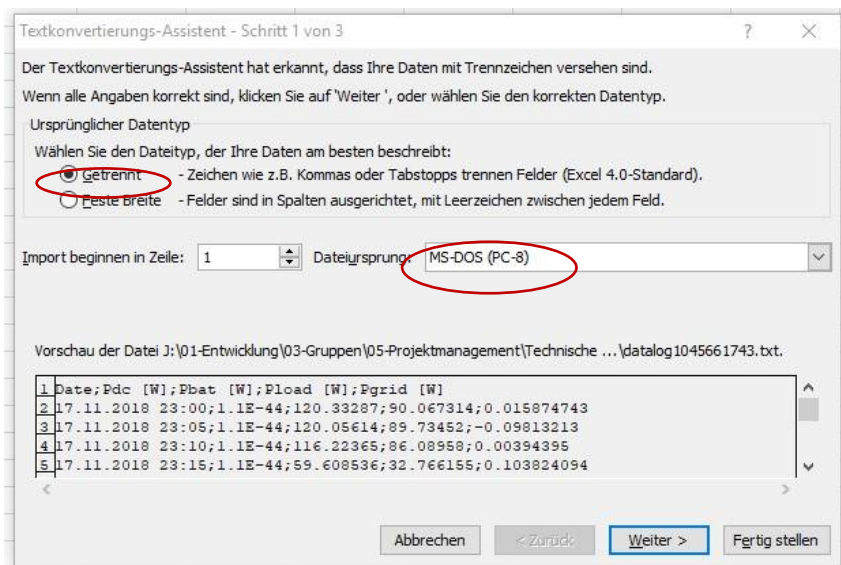 Textkonvertierungs-Assistent - Schritt 1 von 3
Der Textkonvertierungs-Assistent hat erkannt, dass Ihre Daten mit Trennzeichen versehen sind.
Wenn alle Angaben korrekt sind, klicken Sie auf 'Weiter ', oder wählen Sie den korrekten Datentyp.
Ursprünglicher Datentyp
Wählen Sie den Dateityp, der Ihre Daten am besten beschreibt:
Getrennt - Zeichen wie z.B. Kommas oder Tabstopps trennen Felder (Excel 4.0-Standard).
Feste Breite - Felder sind in Spalten ausgerichtet, mit Leerzeichen zwischen jedem Feld.
Import beginnen in Zeile: 1 Dateiursprung: MS-DOS (PC-8)
Vorschau der Datei J:\01-Entwicklung\03-Gruppen\05-Projektmanagement\Technische ...\datalog1045661743.txt.
1 Date;Pdc [W];Pbat [W];Pload [W];Pgrid [W]
2 17.11.2018 23:00;1.1E-44;120.33287;90.067314;0.015874743
3 17.11.2018 23:05;1.1E-44;120.05614;89.73452;-0.09813213
4 17.11.2018 23:10;1.1E-44;116.22365;86.08958;0.00394395
5 17.11.2018 23:15;1.1E-44;59.608536;32.766155;0.103824094
Abbrechen < Zurück Weiter > Fertig stellen